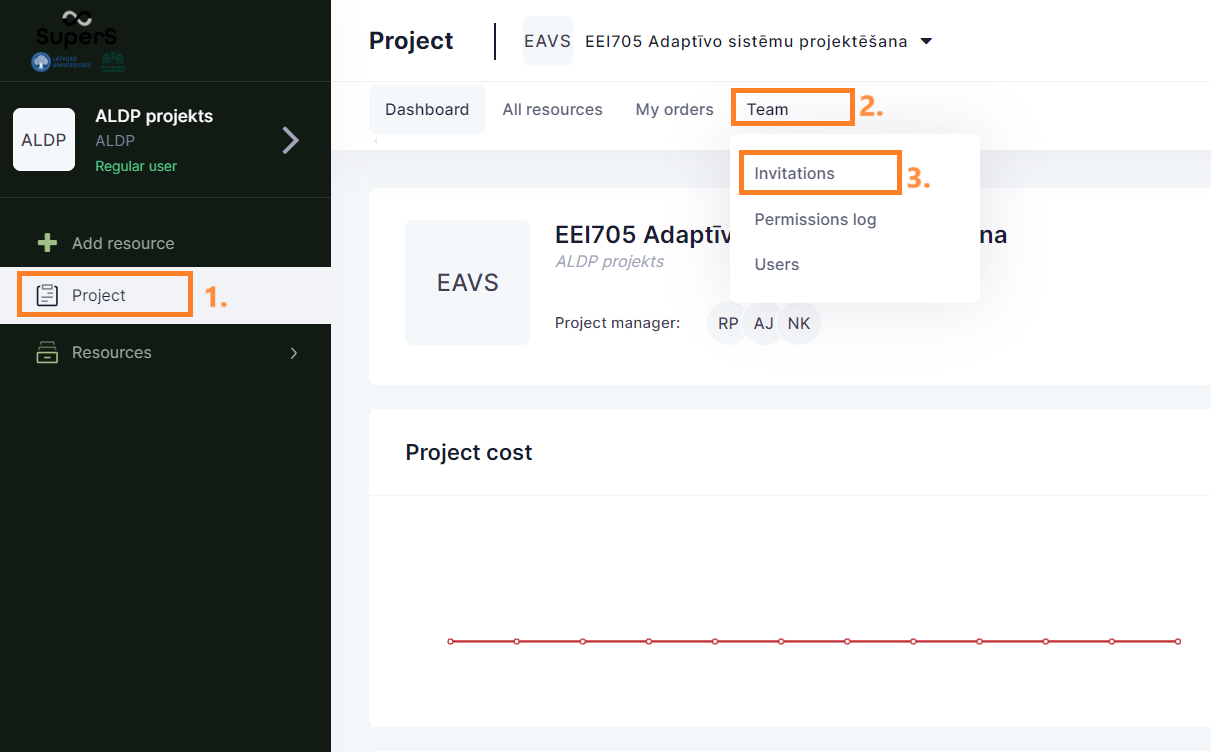 SuperS
LATVIJAS
UNIVERSITĀTE
ALDP
ALDP projekts
ALDP
Regular user
Add resource
Project
1.
Resources
Project
EAVS
EEI705 Adaptīvo sistēmu projektēšana
Dashboard
All resources
My orders
Team
2.
Invitations
3.
Permissions log
Users
EAVS
EEI705 Adaptīv
na
ALDP projekts
Project manager:
RP
AJ
NK
Project cost